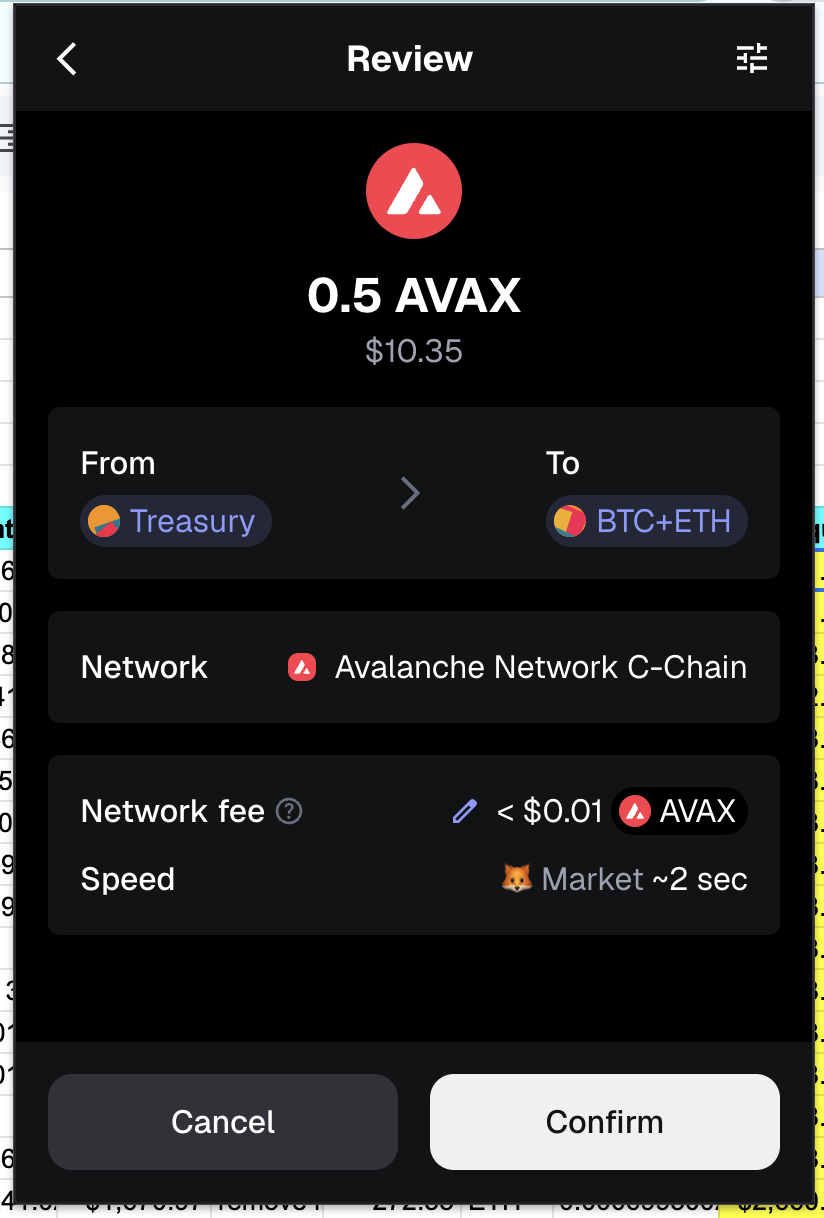 Review
0.5 AVAX
$10.35
From
To
Treasury
BTC+ETH
Network
Avalanche Network C-Chain
Network fee ?
< $0.01 AVAX
Speed
Market ~2 sec
Cancel
Confirm